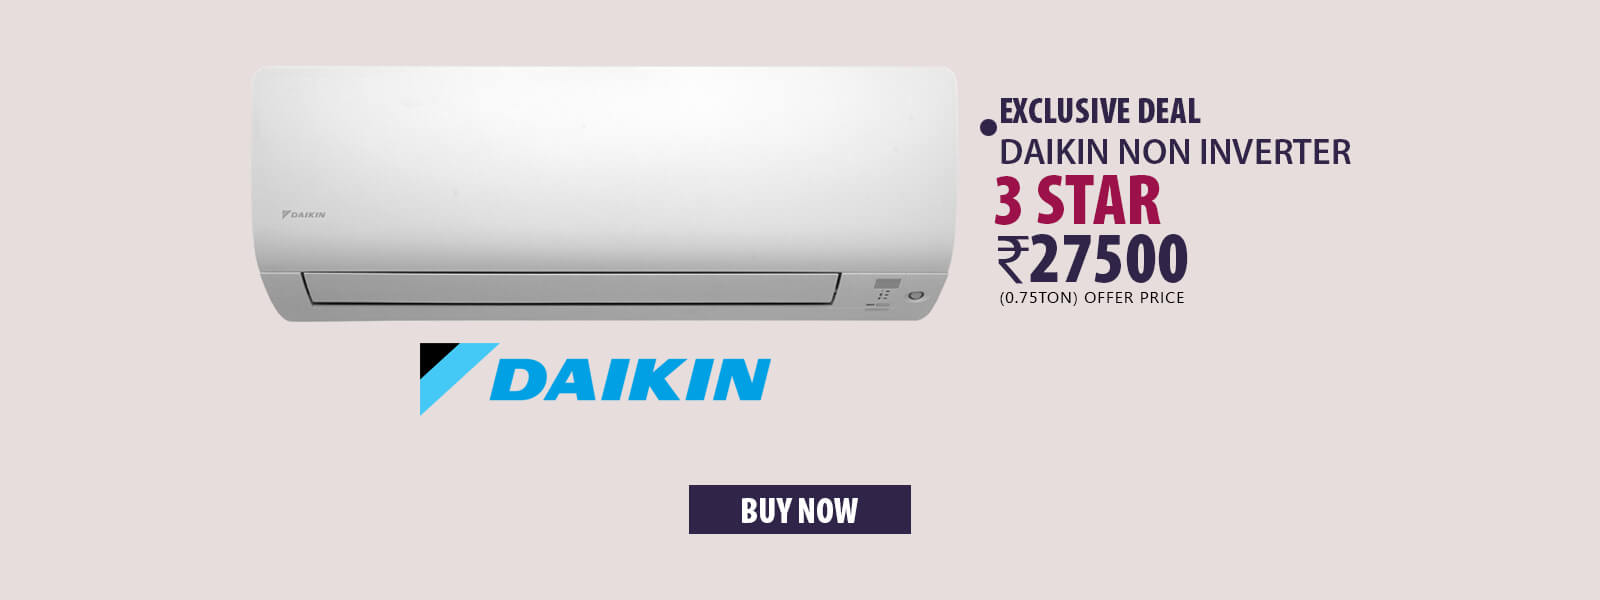 DAIKIN
EXCLUSIVE DEAL
DAIKIN NON INVERTER
3 STAR
₹27500
(0.75TON) OFFER PRICE
DAIKIN
BUY NOW